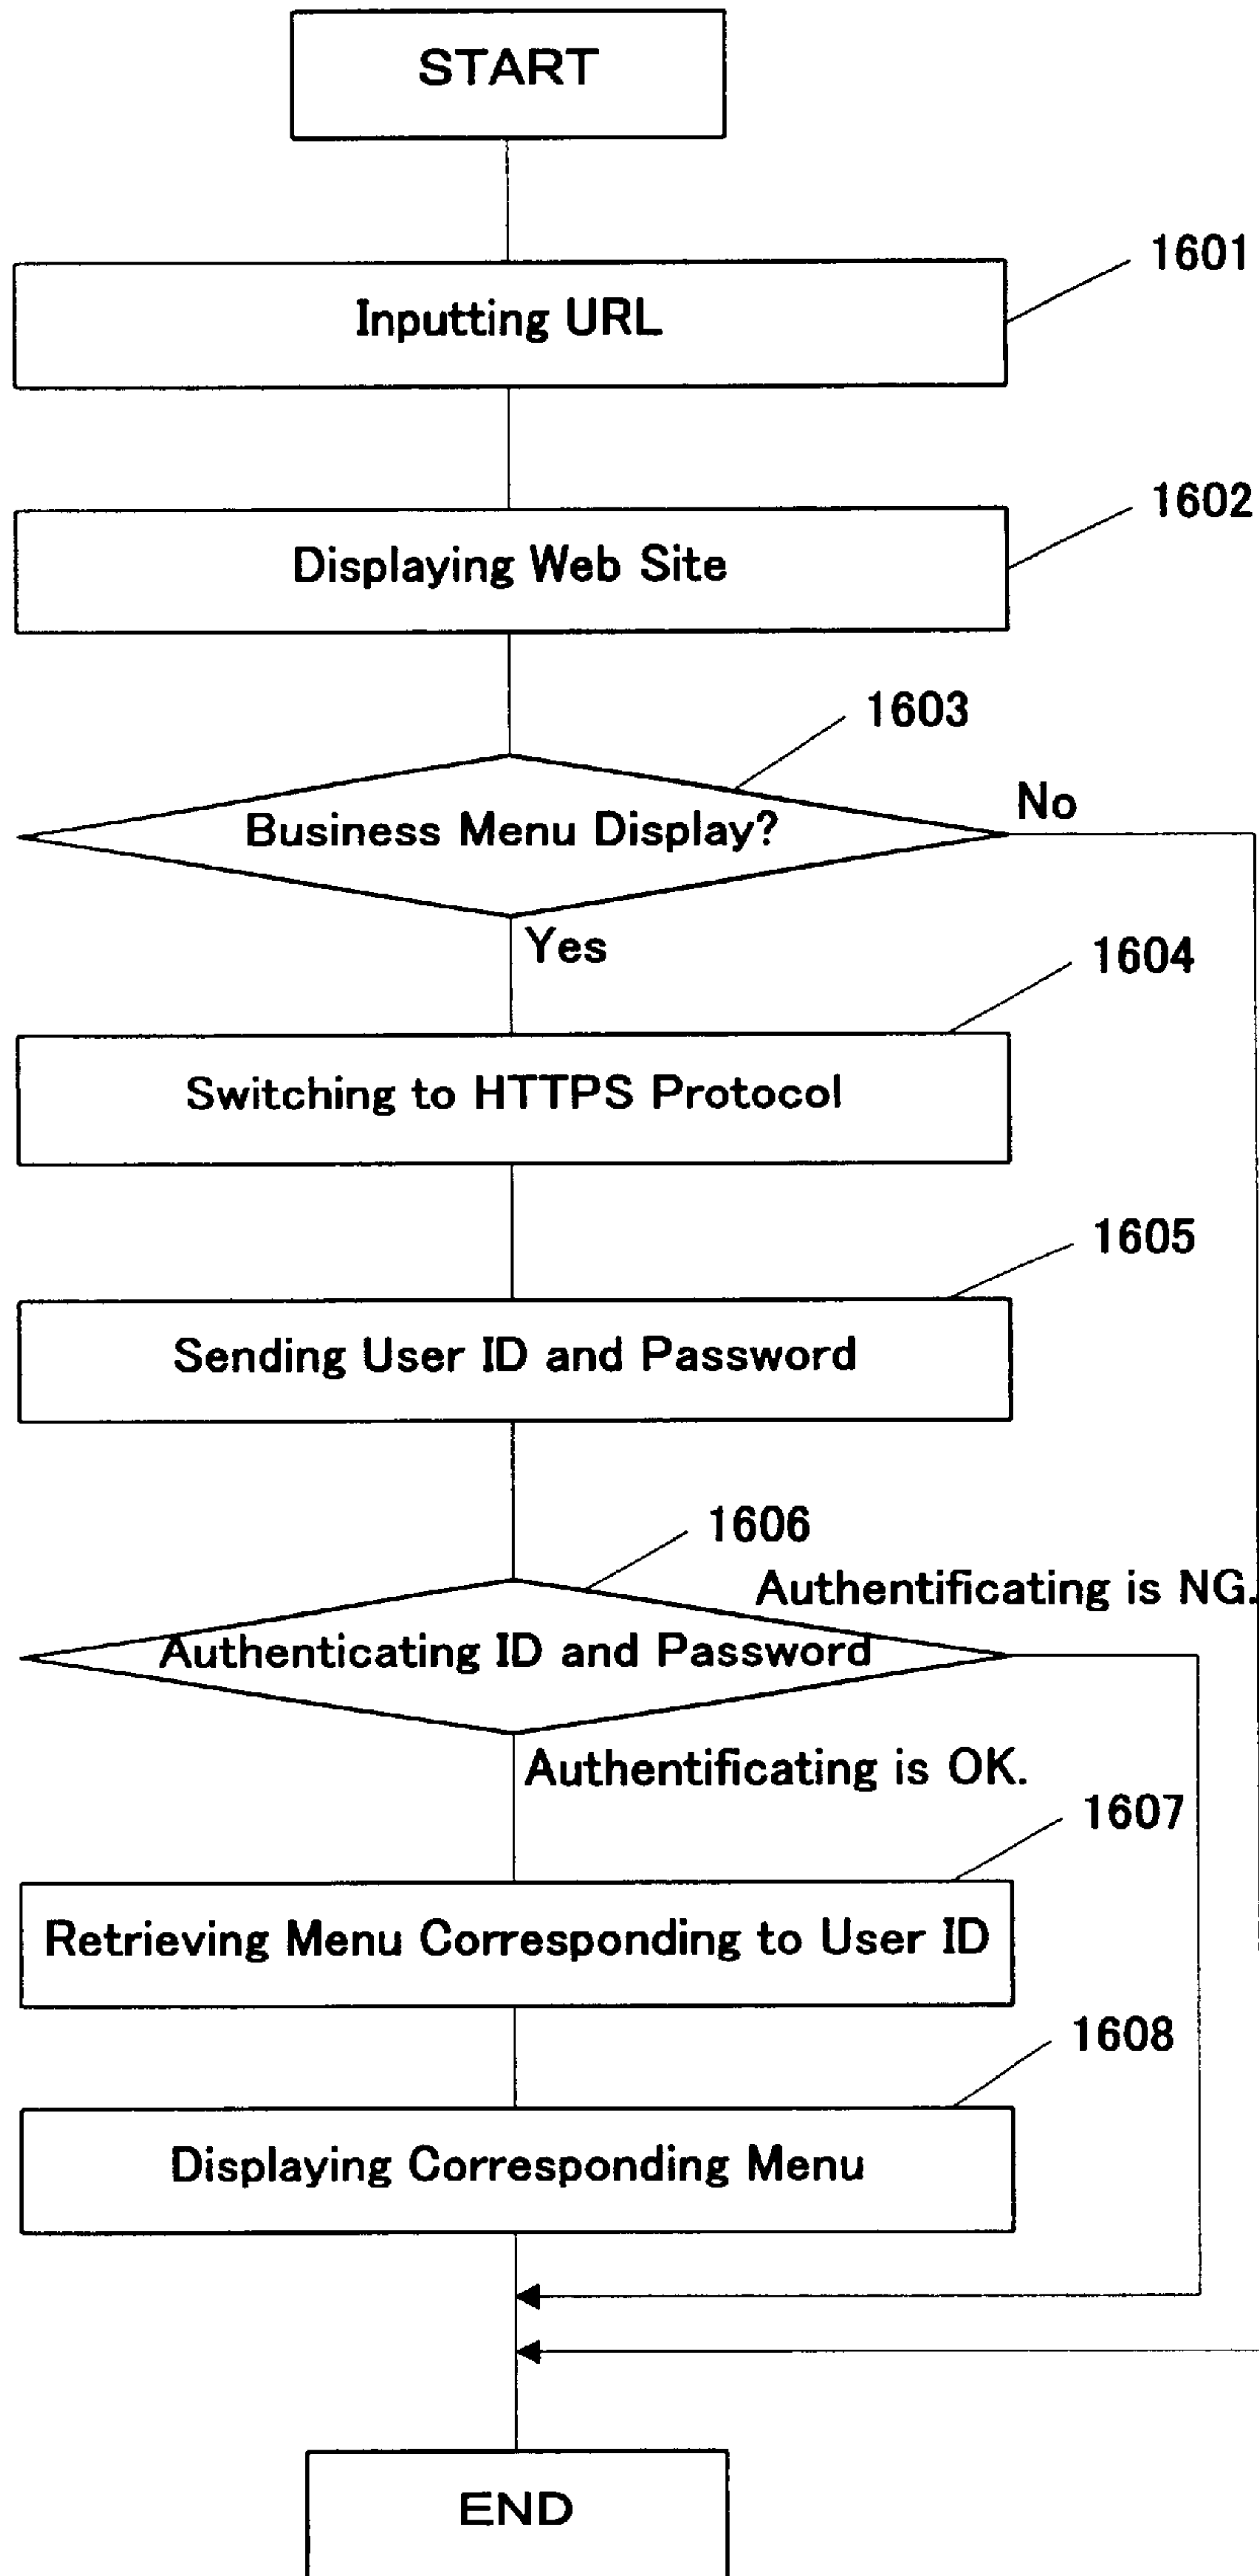 START
1601
Inputting URL
1602
Displaying Web Site
1603
No
Business Menu Display?
Yes
1604
Switching to HTTPS Protocol
1605
Sending User ID and Password
1606
Authentificating is NG.
Authenticating ID and Password
Authentificating is OK.
1607
Retrieving Menu Corresponding to User ID
1608
Displaying Corresponding Menu
END